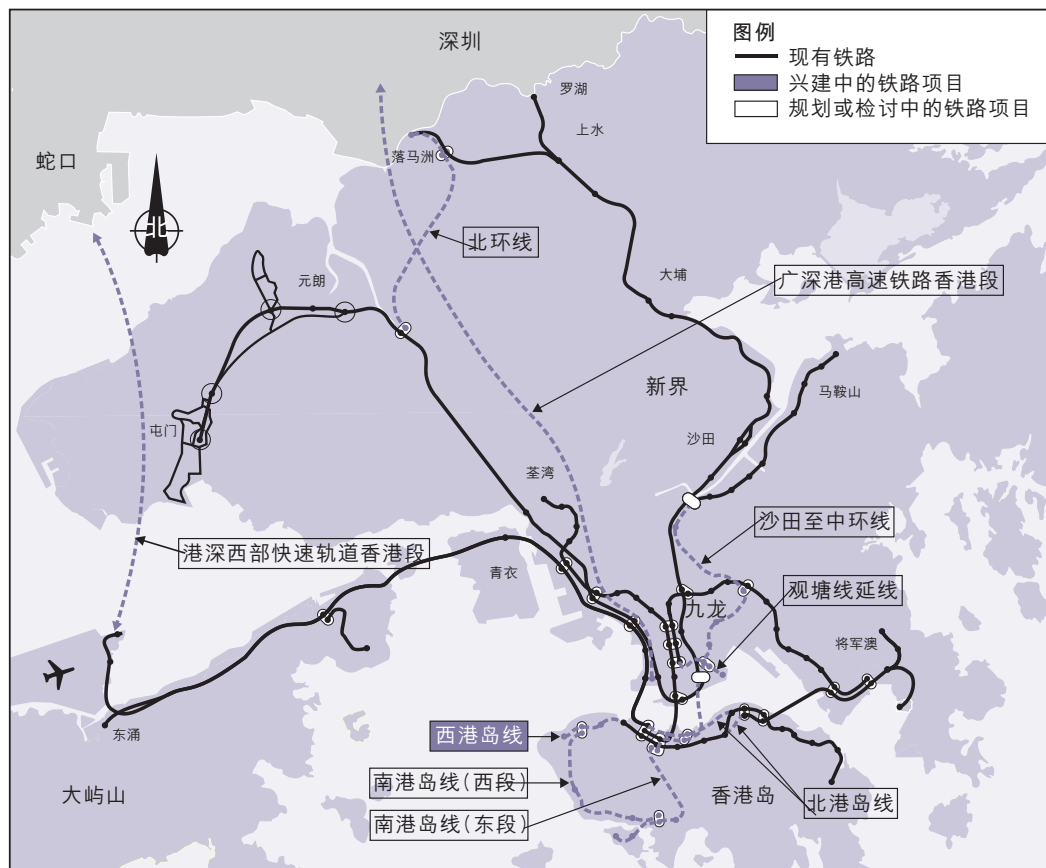 深圳
图例
现有铁路
兴建中的铁路项目
规划或检讨中的铁路项目
罗湖
上水
落马洲
蛇口
北
北环线
元朗
大埔
广深港高速铁路香港段
新界
马鞍山
屯门
沙田
荃湾
沙田至中环线
港深西部快速轨道香港段
青衣
观塘线延线
九龙
将军澳
东涌
西港岛线
大屿山
南港岛线(西段)
香港岛
北港岛线
南港岛线(东段)